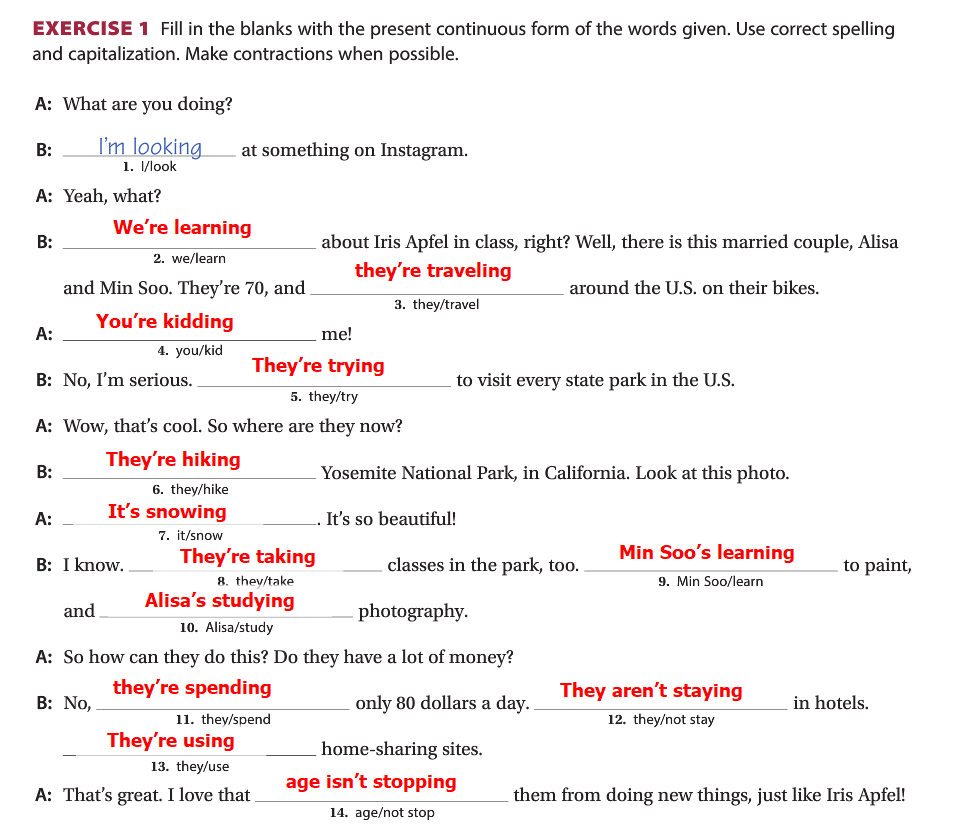 EXERCISE 1 Fill in the blanks with the present continuous form of the words given. Use correct spelling
and capitalization. Make contractions when possible.
A: What are you doing?
B: I'm looking at something on Instagram.
1. I/look
A: Yeah, what?
B: We're learning about Iris Apfel in class, right? Well, there is this married couple, Alisa
2. we/learn
and Min Soo. They're 70, and they're traveling around the U.S. on their bikes.
3. they/travel
A: You're kidding me!
4. you/kid
B: No, I'm serious. They're trying to visit every state park in the U.S.
5. they/try
A: Wow, that's cool. So where are they now?
B: They're hiking Yosemite National Park, in California. Look at this photo.
6. they/hike
A: It's snowing. It's so beautiful!
7. it/snow
B: I know. They're taking classes in the park, too. Min Soo's learning to paint,
8. they/take 9. Min Soo/learn
and Alisa's studying photography.
10. Alisa/study
A: So how can they do this? Do they have a lot of money?
B: No, they're spending only 80 dollars a day. They aren't staying in hotels.
11. they/spend 12. they/not stay
They're using home-sharing sites.
13. they/use
A: That's great. I love that age isn't stopping them from doing new things, just like Iris Apfel!
14. age/not stop